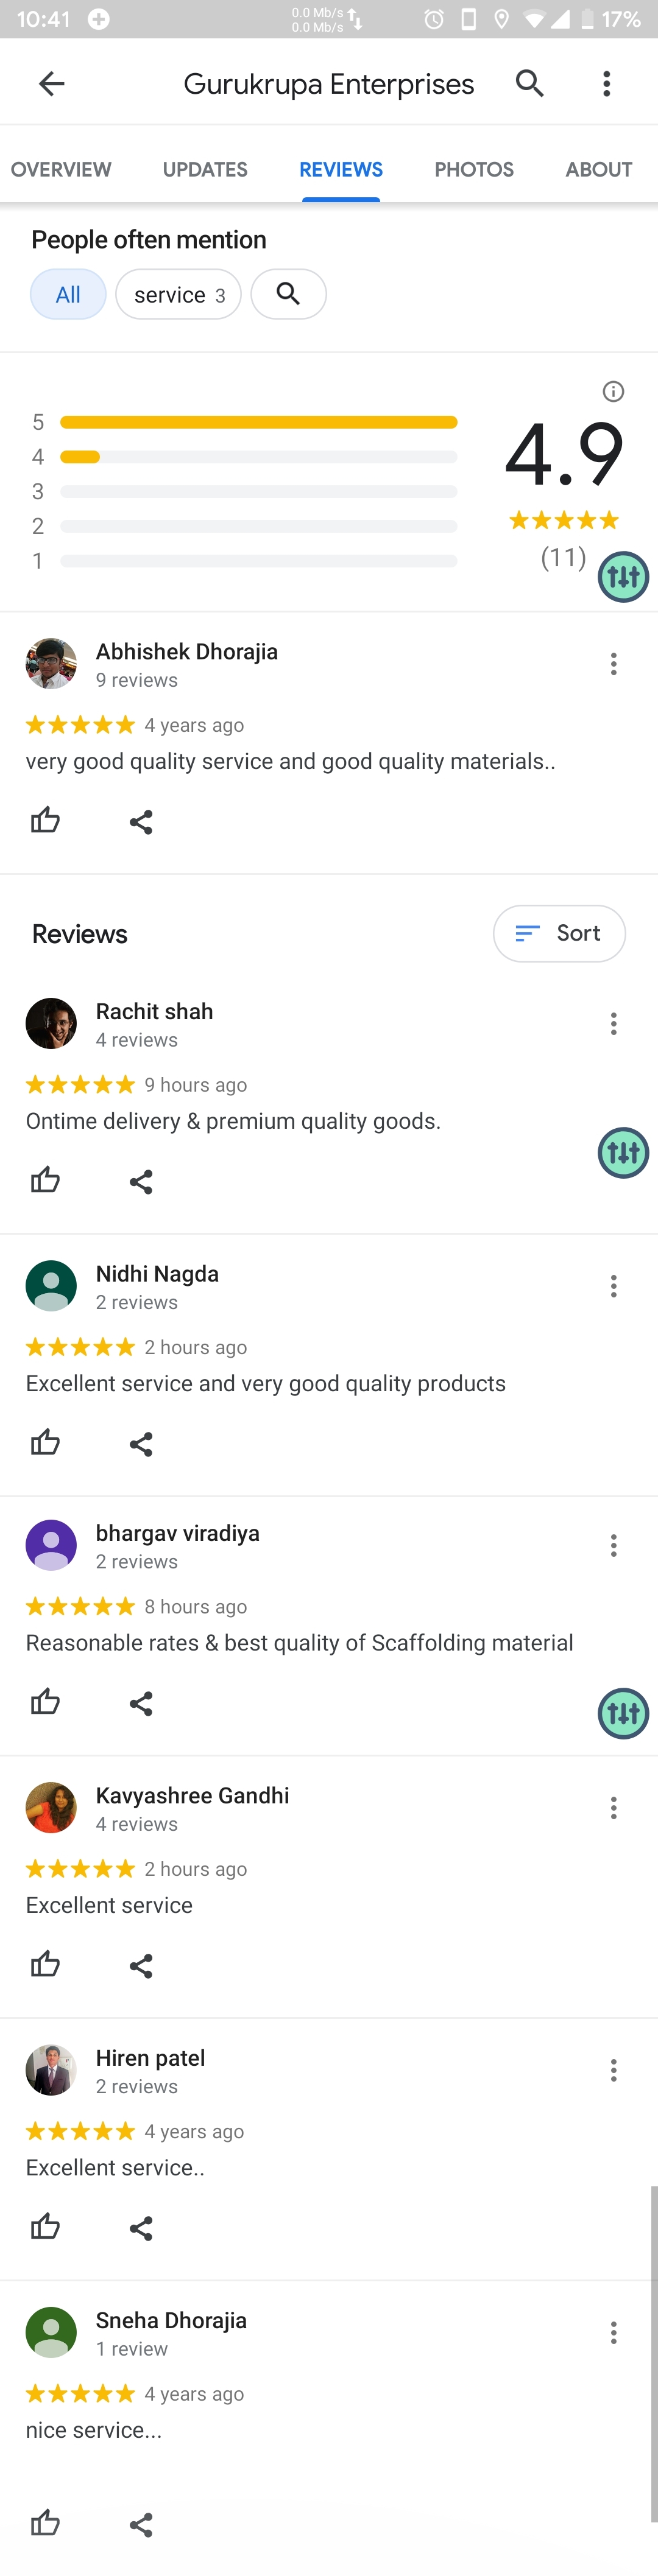 10:41
0.0 Mb/s
0.0 Mb/s
17%
Gurukrupa Enterprises
OVERVIEW UPDATES REVIEWS PHOTOS ABOUT
People often mention
All service 3
5
4
3
2
1
4.9
(11)
Abhishek Dhorajia
9 reviews
4 years ago
very good quality service and good quality materials..
Reviews
Sort
Rachit shah
4 reviews
9 hours ago
Ontime delivery & premium quality goods.
Nidhi Nagda
2 reviews
2 hours ago
Excellent service and very good quality products
bhargav viradiya
2 reviews
8 hours ago
Reasonable rates & best quality of Scaffolding material
Kavyashree Gandhi
4 reviews
2 hours ago
Excellent service
Hiren patel
2 reviews
4 years ago
Excellent service..
Sneha Dhorajia
1 review
4 years ago
nice service...